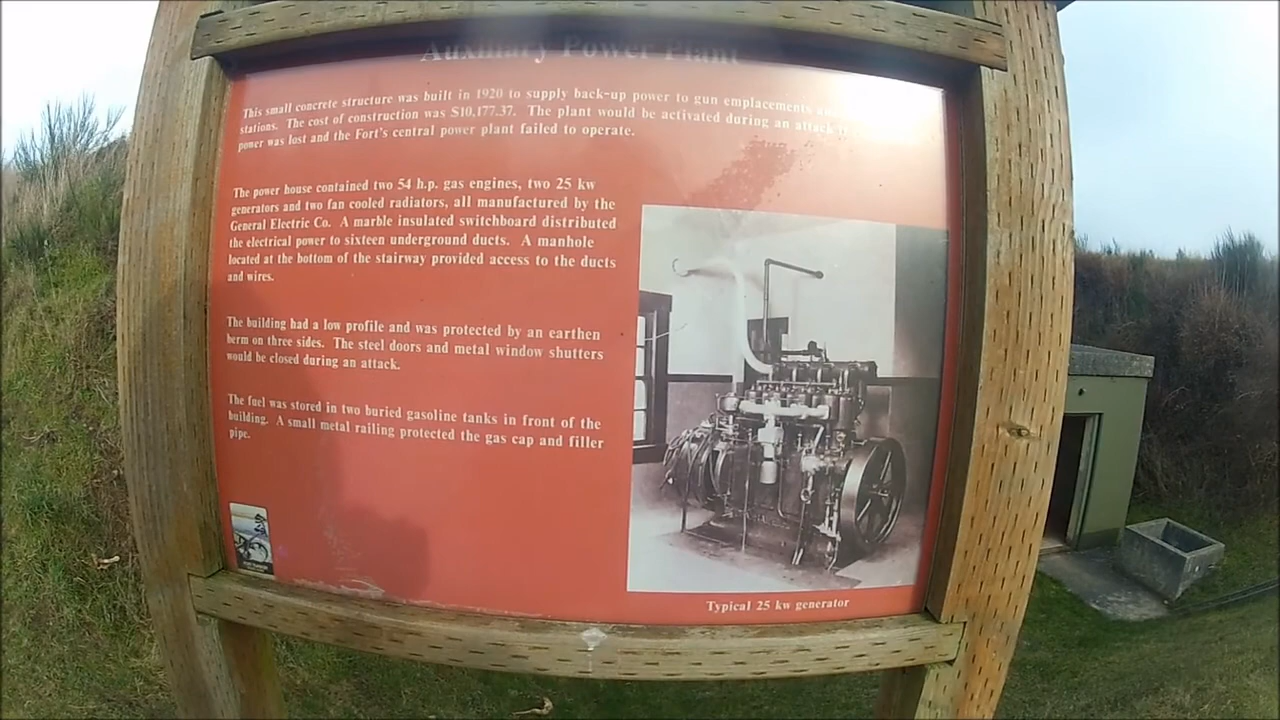 Auxiliary Power Plant
This small concrete structure was built in 1920 to supply back-up power to gun emplacements
stations. The cost of construction was $10,177.37. The plant would be activated during an attack
power was lost and the Fort's central power plant failed to operate.
The power house contained two 54 h.p. gas engines, two 25 kw
generators and two fan cooled radiators, all manufactured by the
General Electric Co. A marble insulated switchboard distributed
the electrical power to sixteen underground ducts. A manhole
located at the bottom of the stairway provided access to the ducts
and wires.
The building had a low profile and was protected by an earthen
berm on three sides. The steel doors and metal window shutters
would be closed during an attack.
The fuel was stored in two buried gasoline tanks in front of the
building. A small metal railing protected the gas cap and filler
pipe.
Typical 25 kw generator